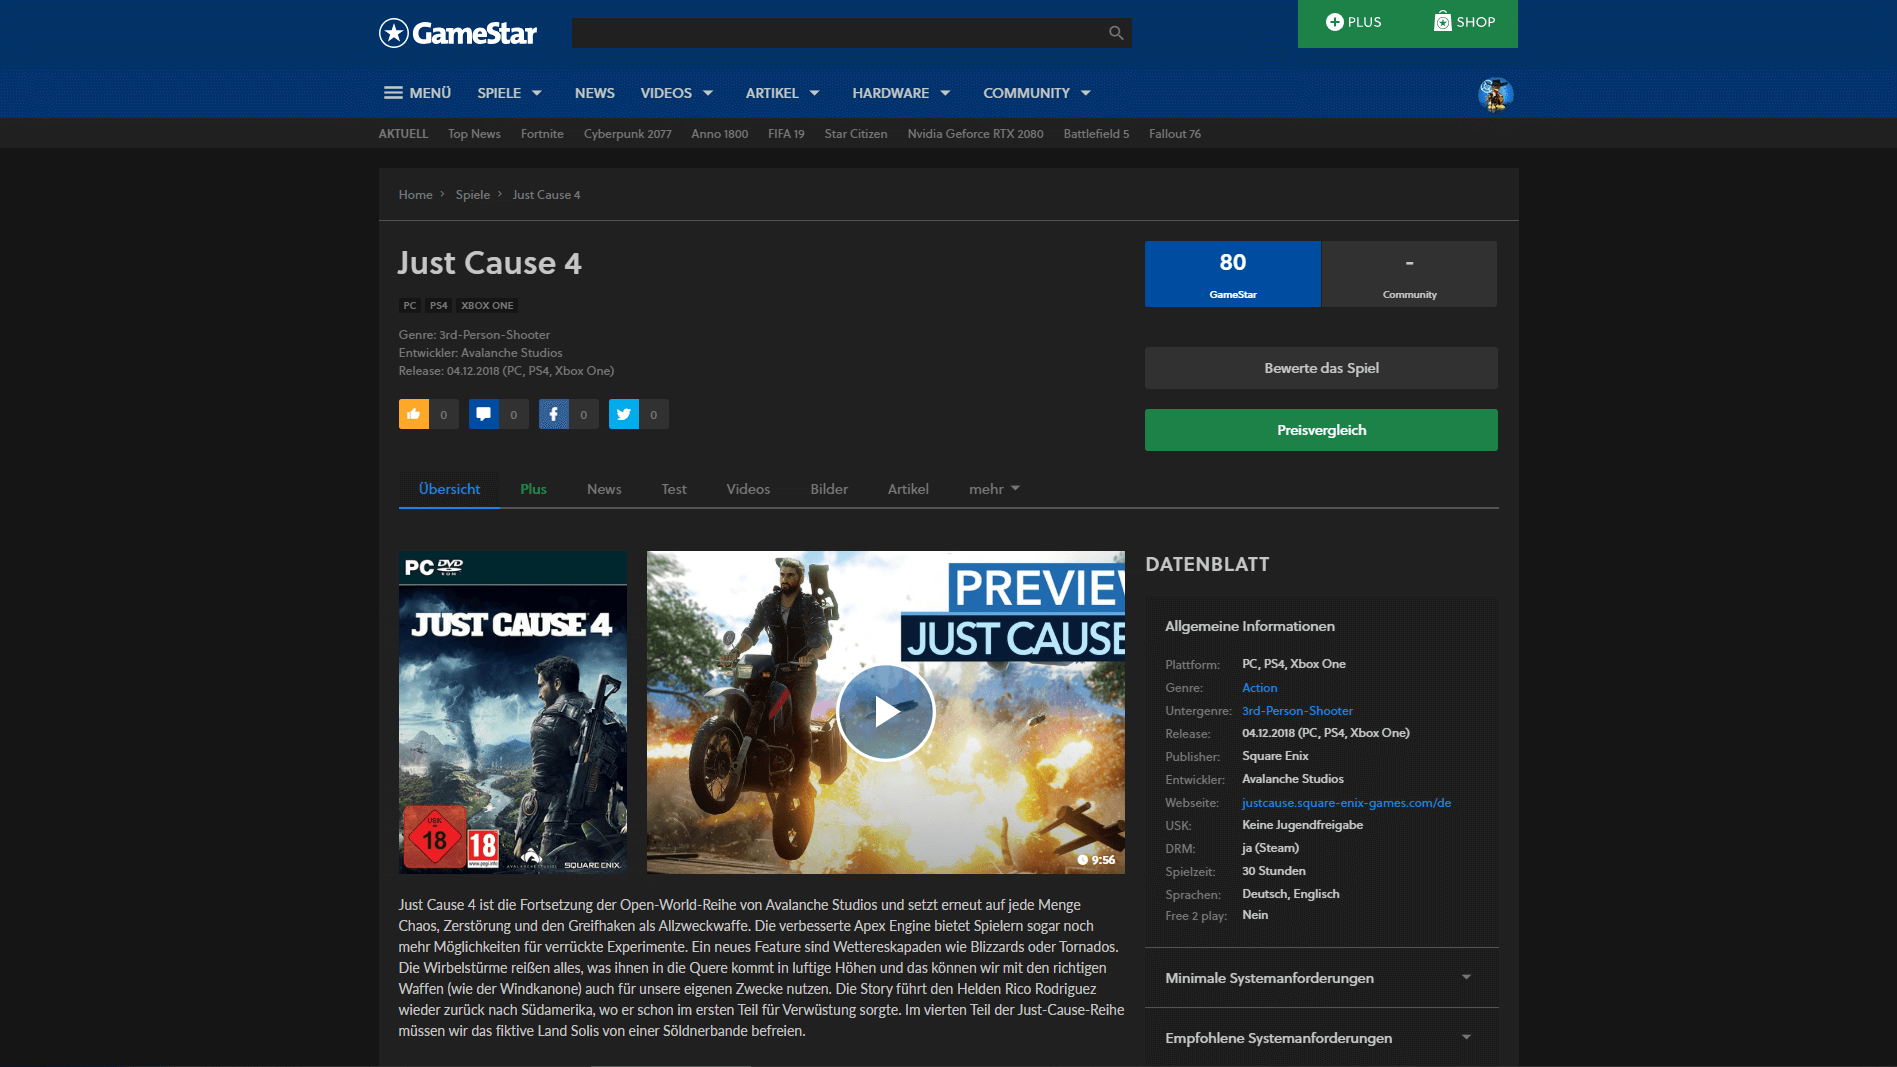 GameStar
PLUS
SHOP
MENÜ
SPIELE
NEWS
VIDEOS
ARTIKEL
HARDWARE
COMMUNITY
AKTUELL Top News Fortnite Cyberpunk 2077 Anno 1800 FIFA 19 Star Citizen Nvidia Geforce RTX 2080 Battlefield 5 Fallout 76
Home › Spiele › Just Cause 4
Just Cause 4
PC PS4 XBOX ONE
Genre: 3rd-Person-Shooter
Entwickler: Avalanche Studios
Release: 04.12.2018 (PC, PS4, Xbox One)
0 0 0 0
80
GameStar
-
Community
Bewerte das Spiel
Preisvergleich
Übersicht Plus News Test Videos Bilder Artikel mehr
PC DVD ROM
JUST CAUSE 4
USK
18
18
www.pegi.info
AVALANCHE STUDIOS
SQUARE ENIX.
PREVIEW
JUST CAUSE
9:56
Just Cause 4 ist die Fortsetzung der Open-World-Reihe von Avalanche Studios und setzt erneut auf jede Menge
Chaos, Zerstörung und den Greifhaken als Allzweckwaffe. Die verbesserte Apex Engine bietet Spielern sogar noch
mehr Möglichkeiten für verrückte Experimente. Ein neues Feature sind Wettereskapaden wie Blizzards oder Tornados.
Die Wirbelstürme reißen alles, was ihnen in die Quere kommt in luftige Höhen und das können wir mit den richtigen
Waffen (wie der Windkanone) auch für unsere eigenen Zwecke nutzen. Die Story führt den Helden Rico Rodriguez
wieder zurück nach Südamerika, wo er schon im ersten Teil für Verwüstung sorgte. Im vierten Teil der Just-Cause-Reihe
müssen wir das fiktive Land Solis von einer Söldnerbande befreien.
DATENBLATT
Allgemeine Informationen
Plattform: PC, PS4, Xbox One
Genre: Action
Untergenre: 3rd-Person-Shooter
Release: 04.12.2018 (PC, PS4, Xbox One)
Publisher: Square Enix
Entwickler: Avalanche Studios
Webseite: justcause.square-enix-games.com/de
USK: Keine Jugendfreigabe
DRM: ja (Steam)
Spielzeit: 30 Stunden
Sprachen: Deutsch, Englisch
Free 2 play: Nein
Minimale Systemanforderungen
Empfohlene Systemanforderungen